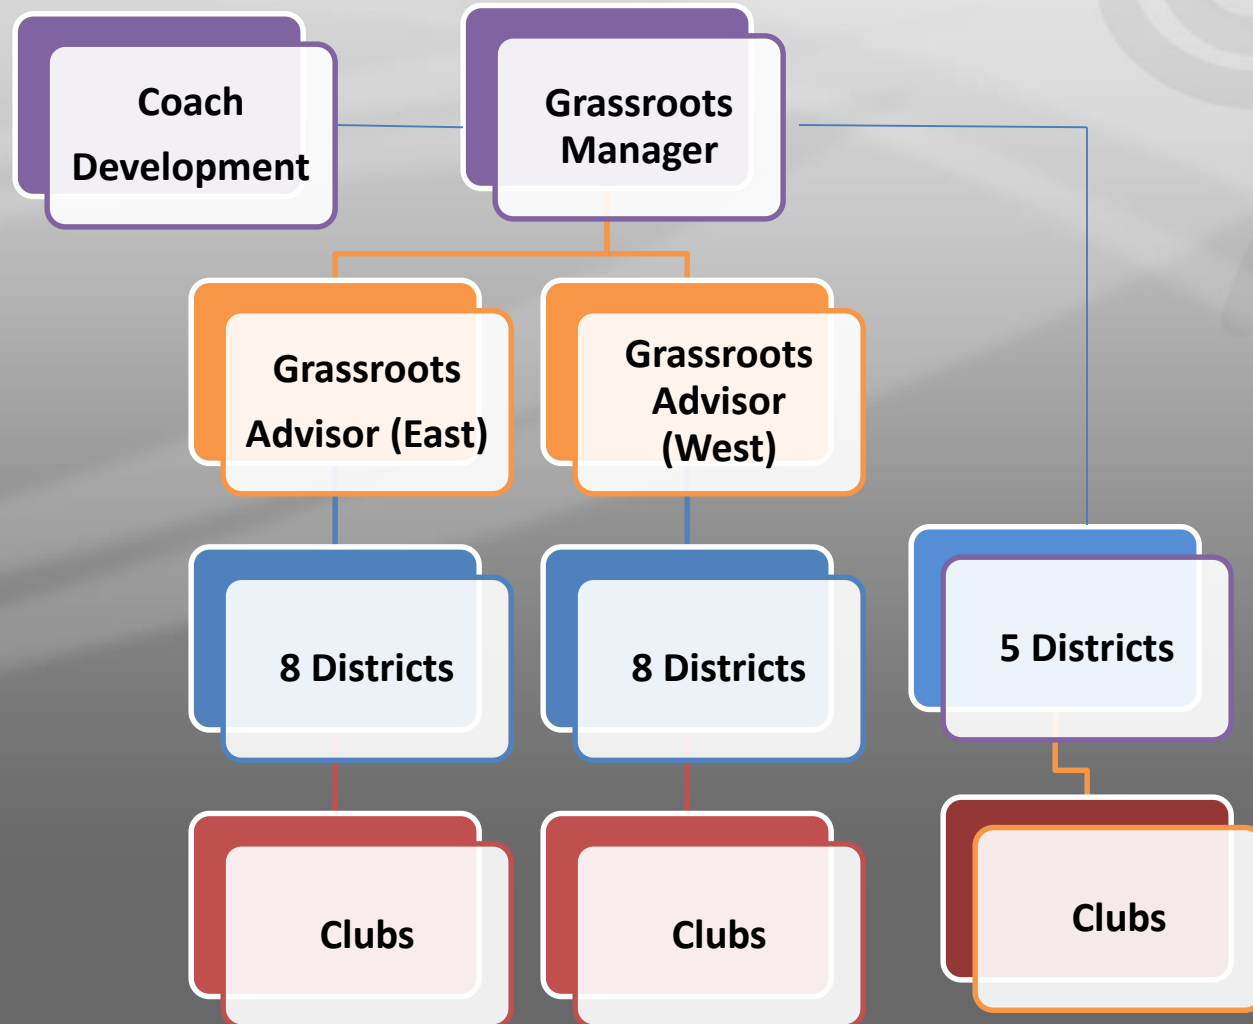 Coach
Development
Grassroots
Manager
Grassroots
Advisor (East)
Grassroots
Advisor
(West)
8 Districts
8 Districts
5 Districts
Clubs
Clubs
Clubs